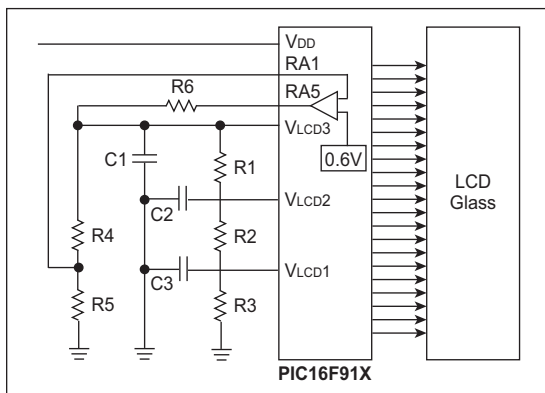 VDD
RA1
R6
RA5
VLCD3
C1
R1
0.6V
LCD
Glass
C2
VLCD2
R4
R2
C3
VLCD1
R5
R3
PIC16F91X